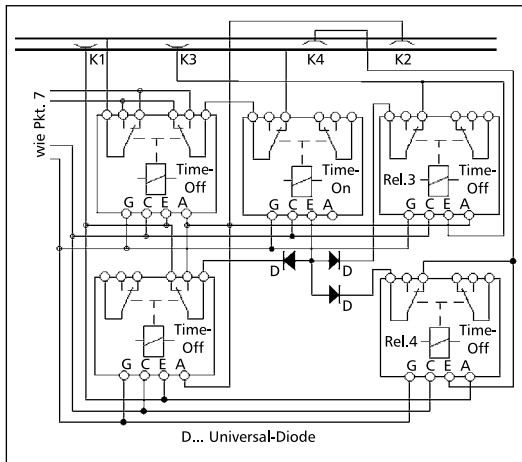 K1
K3
K4
K2
wie Pkt. 7
Time-
Off
G C E A
Time-
On
G C E A
Rel.3
Time-
Off
G C E A
D
D
D
Time-
Off
G C E A
Rel.4
Time-
Off
G C E A
D... Universal-Diode